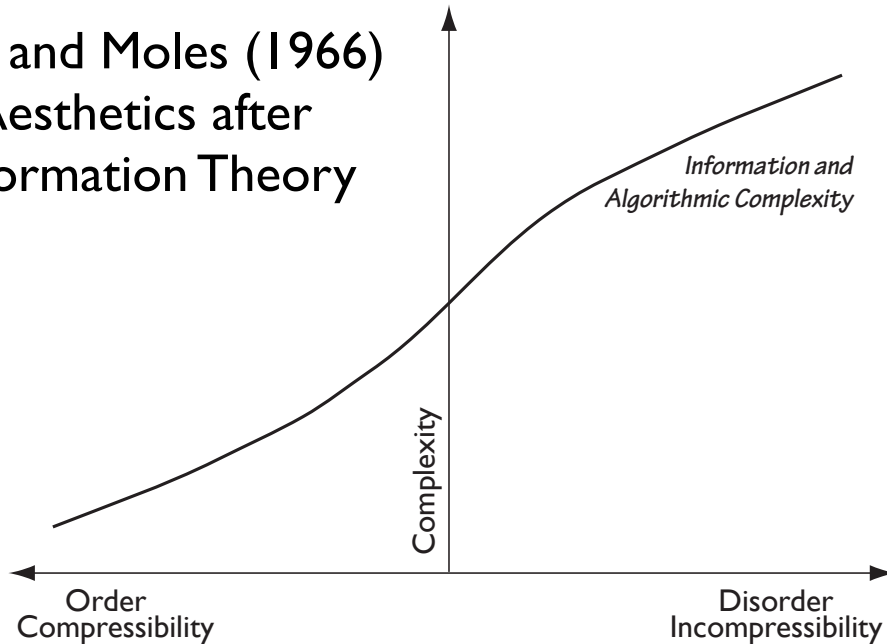 and Moles (1966)
Aesthetics after
ormation Theory
Information and
Algorithmic Complexity
Complexity
Order
Compressibility
Disorder
Incompressibility